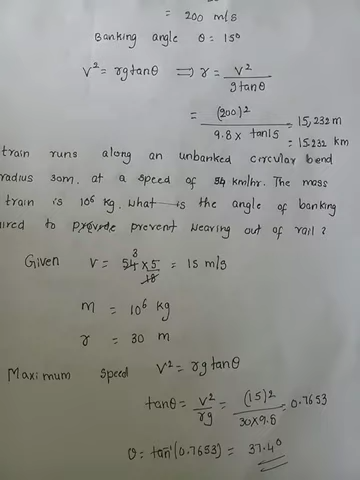 = 200 m/s
Banking angle θ = 15°
V² = rg tanθ ⟹ r = V² / g tanθ
= (200)² / 9.8 × tan15 = 15,232 m
= 15.232 km
train runs along an unbanked circular bend
radius 30m, at a speed of 54 km/hr. The mass
train is 10⁶ kg. what is the angle of banking
ired to provide prevent wearing out of rail?
Given V = 54 3 × 5 / 18 = 15 m/s
m = 10⁶ kg
r = 30 m
Maximum speed V² = rg tanθ
tanθ = V² / rg = (15)² / 30×9.8 = 0.7653
θ = tan⁻¹(0.7653) = 37.4°